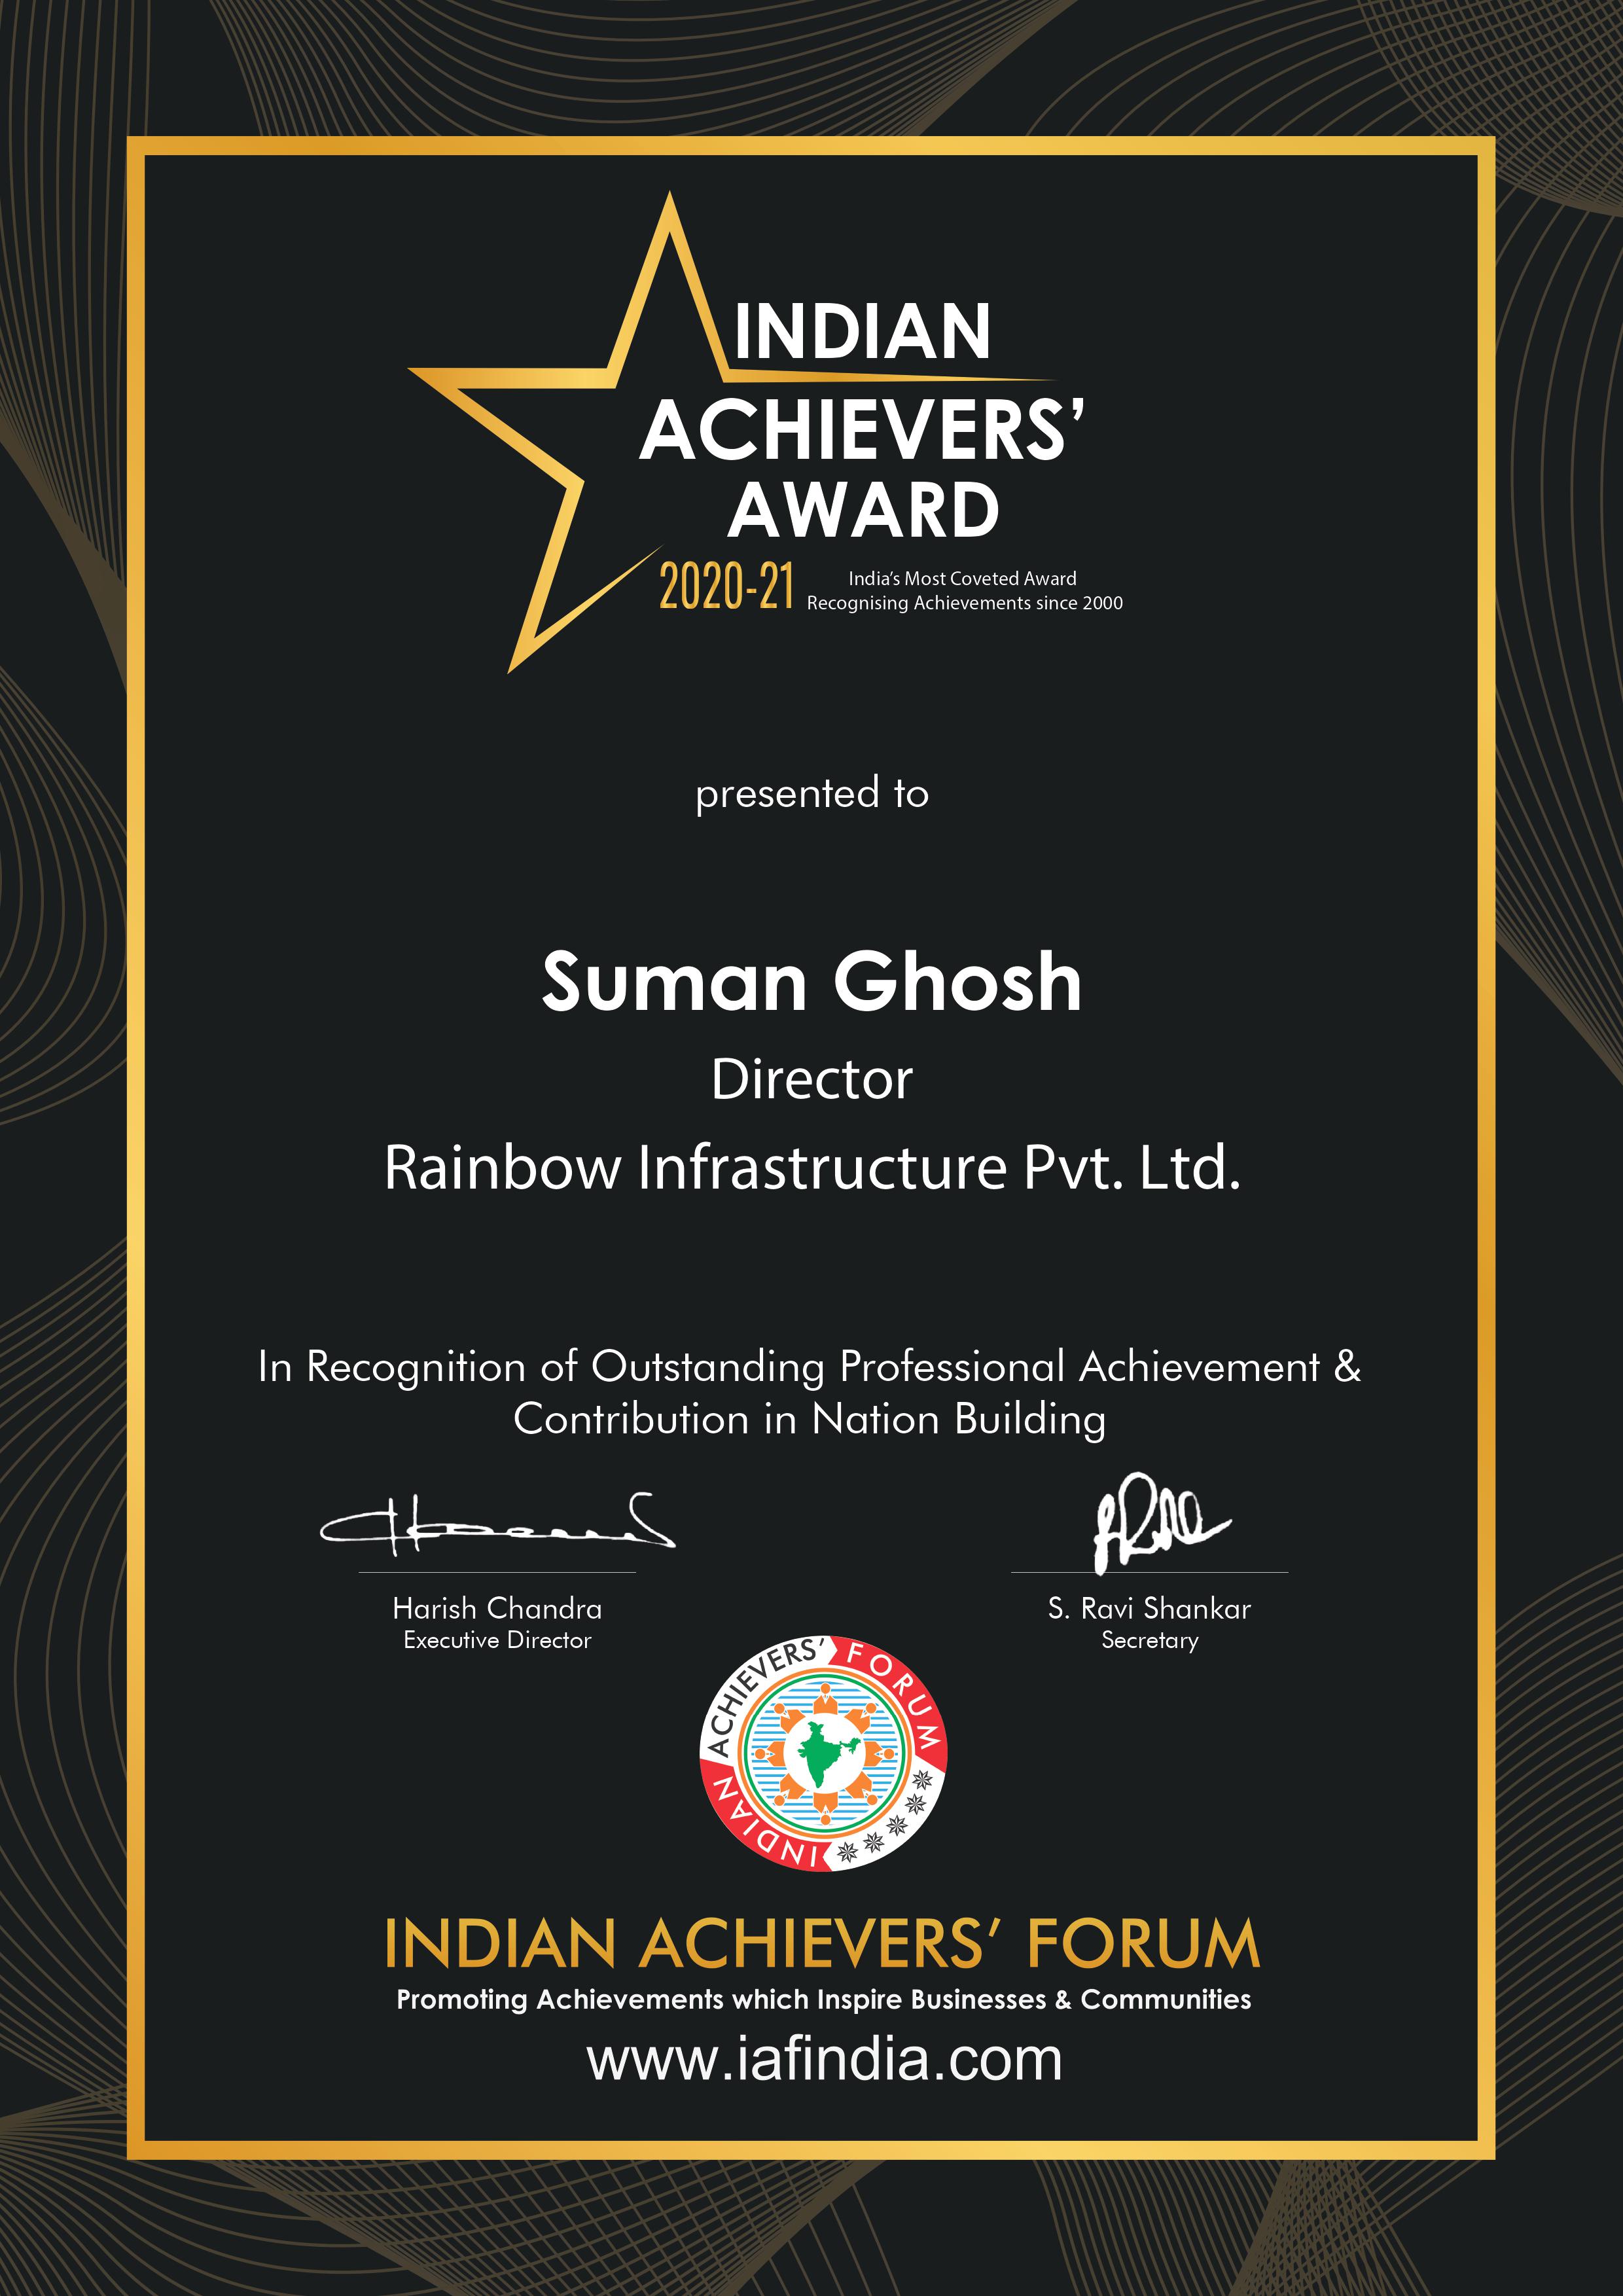 INDIAN
ACHIEVERS’
AWARD
2020-21
India’s Most Coveted Award
Recognising Achievements since 2000
presented to
Suman Ghosh
Director
Rainbow Infrastructure Pvt. Ltd.
In Recognition of Outstanding Professional Achievement &
Contribution in Nation Building
Harish Chandra
Executive Director
S. Ravi Shankar
Secretary
INDIAN ACHIEVERS’ FORUM
INDIAN ACHIEVERS’ FORUM
Promoting Achievements which Inspire Businesses & Communities
www.iafindia.com